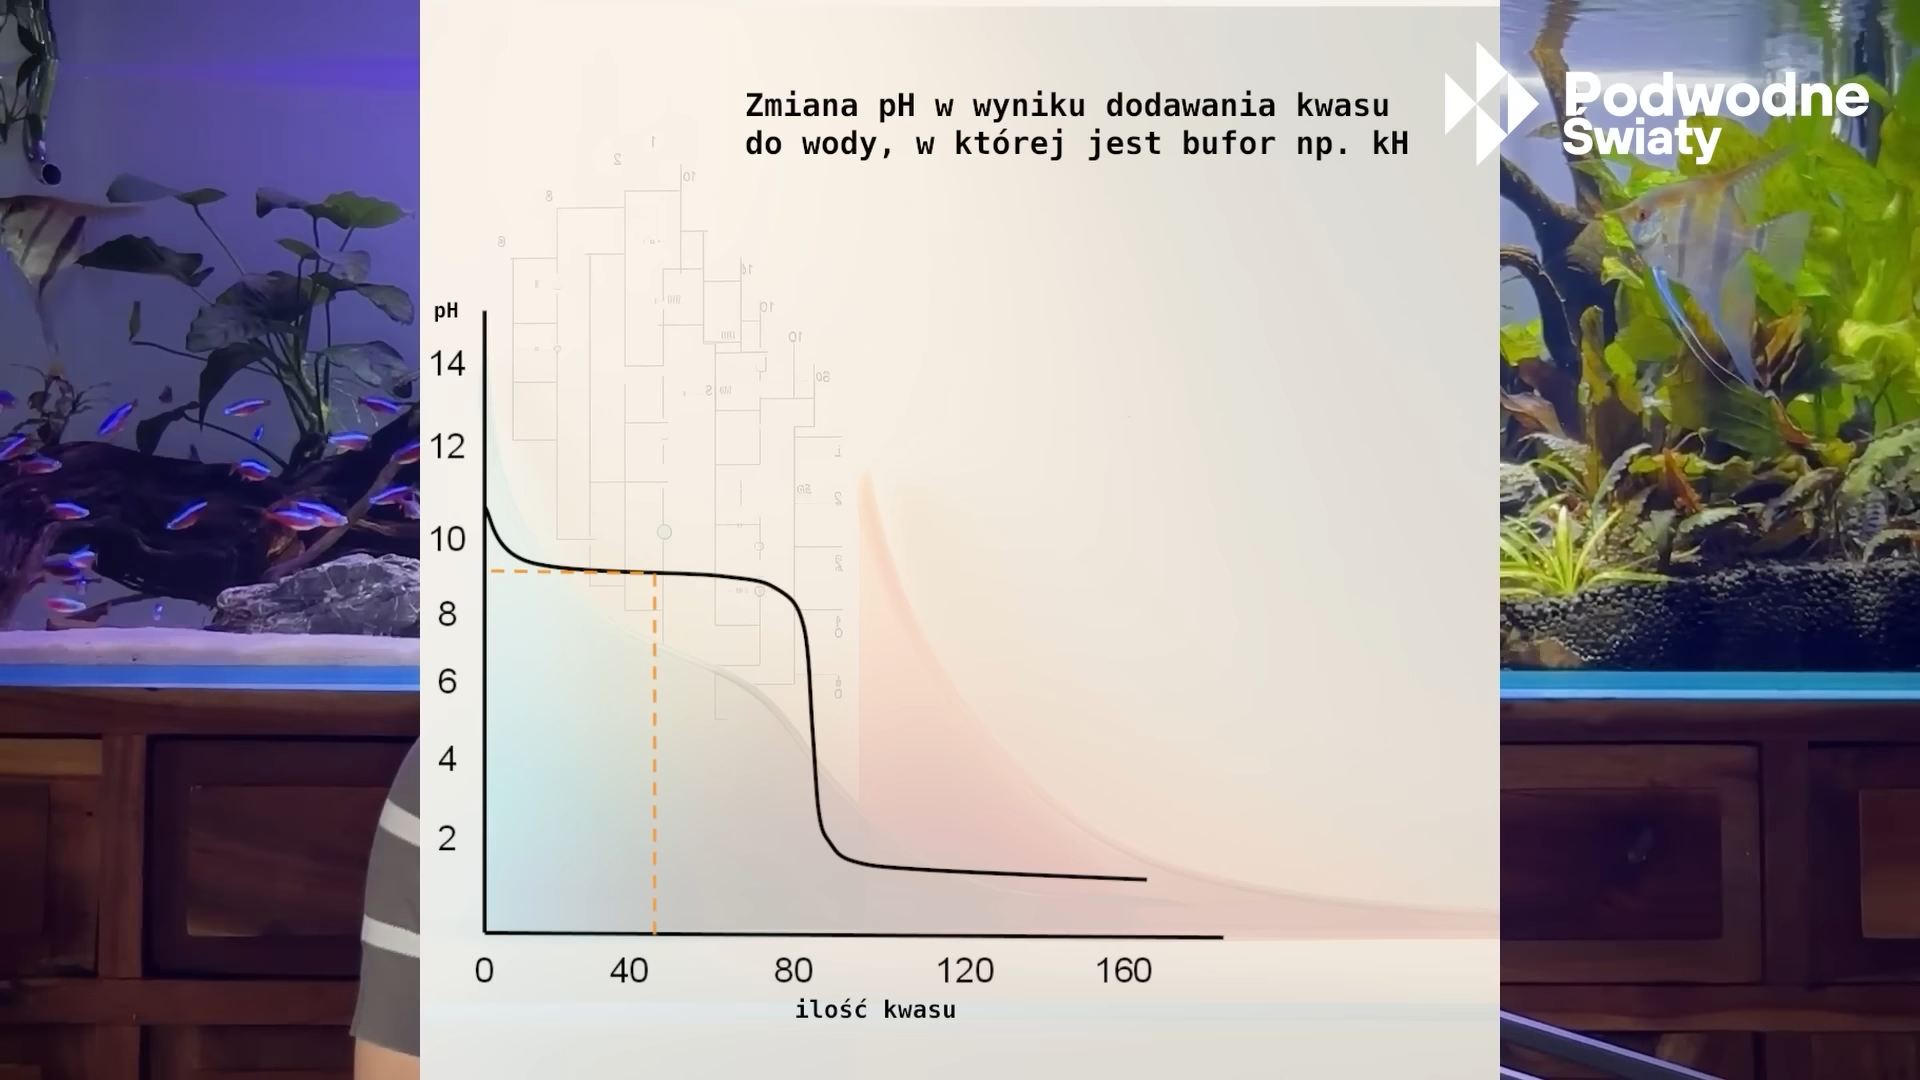 Zmiana pH w wyniku dodawania kwasu
do wody, w której jest bufor np. kH
Podwodne
Światy
pH
14
12
10
8
6
4
2
0 40 80 120 160
ilość kwasu